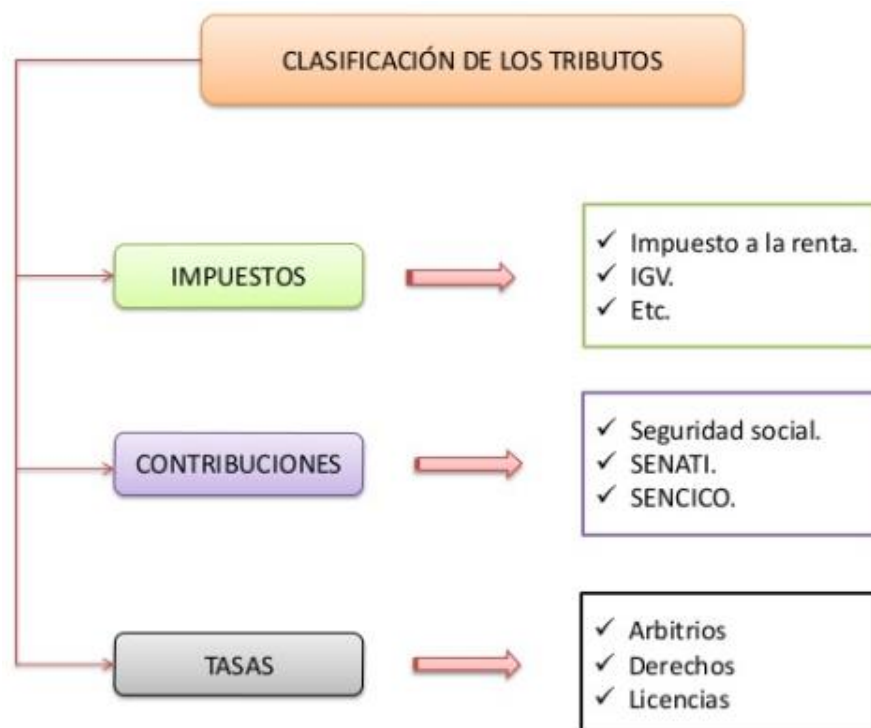 CLASIFICACIÓN DE LOS TRIBUTOS
IMPUESTOS
✓ Impuesto a la renta.
✓ IGV.
✓ Etc.
CONTRIBUCIONES
✓ Seguridad social.
✓ SENATI.
✓ SENCICO.
TASAS
✓ Arbitrios
✓ Derechos
✓ Licencias